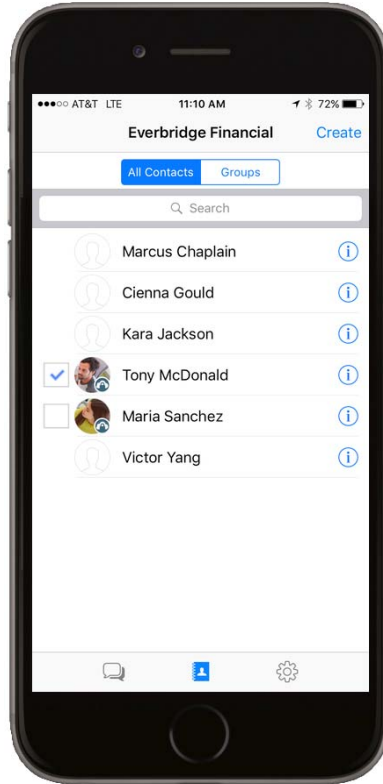 AT&T LTE 11:10 AM 72%
Everbridge Financial Create
All Contacts Groups
Search
Marcus Chaplain
Cienna Gould
Kara Jackson
Tony McDonald
Maria Sanchez
Victor Yang